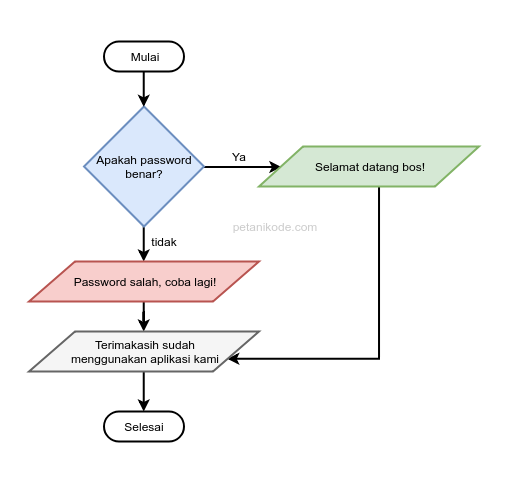 Mulai
Apakah password
benar?
Ya
Selamat datang bos!
petanikode.com
tidak
Password salah, coba lagi!
Terimakasih sudah
menggunakan aplikasi kami
Selesai